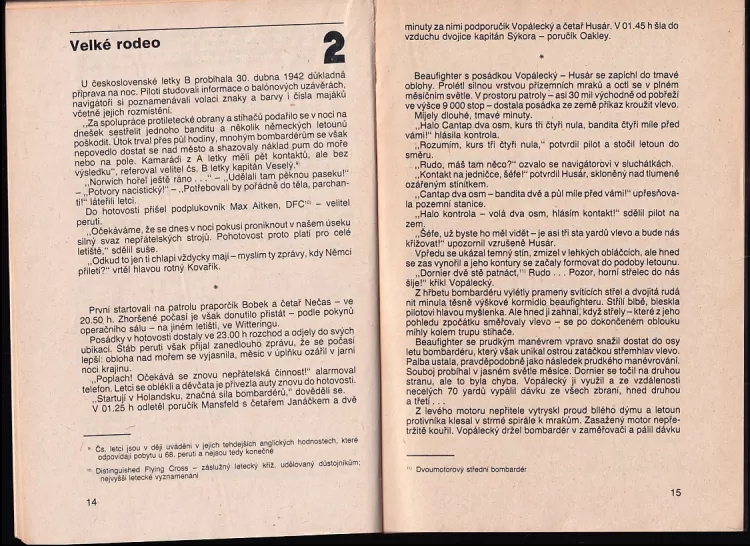 Velké rodeo
2
U československé letky B probíhala 30. dubna 1942 důkladná
příprava na noc. Piloti studovali informace o balónových uzávěrách,
navigátoři si poznamenávali volací znaky a barvy i čísla majáků
včetně jejich rozmístění.
„Za spolupráce protiletecké obrany a stíhačů podařilo se v noci na
dnešek sestřelit jednoho banditu a několik německých letounů
poškodit. Útok trval přes půl hodiny, mnohým bombardérům se však
nepovedlo dostat se nad město a shazovaly náklad pum do moře
nebo na pole. Kamarádi z A letky měli pět kontaktů, ale bez
výsledku“, referoval velitel čs. B letky kapitán Veselý.
„Norwich hořel ještě ráno . . .“ – „Udělali tam pěknou paseku!“
– „Potvory nacistický!“ – „Potřebovali by pořádně do těla, parchan-
ti!“ láteřili letci.
Do hotovosti přišel podplukovník Max Aitken, DFC – velitel
peruti.
„Očekáváme, že se dnes v noci pokusí proniknout v našem úseku
silný svaz nepřátelských strojů. Pohotovost proto platí pro celé
letiště,“ sdělil suše.
„Odkud to jen ti chlapi vždycky mají – myslím ty zprávy, kdy Němci
přiletí?“ vrtěl hlavou rotný Kovařík.
*
První startovali na patrolu praporčík Bobek a četař Nečas – ve
20.50 h. Zhoršené počasí je však donutilo přistát – podle pokynů
operačního sálu – na jiném letišti, ve Witteringu.
Posádky v hotovosti dostaly ve 23.00 h rozchod a odjely do svých
ubikací. Stáb peruti však přijal zanedlouho zprávu, že se počasí
lepší: obloha nad mořem se vyjasnila, měsíc v úplňku ozářil v jarní
noci krajinu.
„Poplach! Očekává se znovu nepřátelská činnost!“ alarmoval
telefon. Letci se oblékli a děvčata je přivezla auty znovu do hotovosti.
„Startují v Holandsku, značná síla bombardérů,“ dověděli se.
V 01.25 h odletěl poručík Mansfeld s četařem Janáčkem a dvě
Čs. letci jsou v ději uváděni v jejich tehdejších anglických hodnostech, které
odpovídají pobytu u 68. peruti a nejsou tedy konečné
Distinguished Flying Cross – záslužný letecký kříž, udělovaný důstojníkům;
nejvyšší letecké vyznamenání
14
minuty za nimi podporučík Vopálecký a četař Husár. V 01.45 h šla do
vzduchu dvojice kapitán Sýkora – poručík Oakley.
*
Beaufighter s posádkou Vopálecký – Husár se zapíchl do tmavé
oblohy. Proletěl silnou vrstvou přízemních mraků a octl se v plném
měsíčním světle. V prostoru patroly – asi 30 mil východně od pobřeží
ve výšce 9 000 stop – dostala posádka ze země příkaz kroužit vlevo.
Míjely dlouhé, tmavé minuty.
„Halo Cantap dva osm, kurs tři čtyři nula, bandita čtyři míle před
vámi!“ hlásila kontrola.
„Rozumím, kurs tři čtyři nula,“ potvrdil pilot a stočil letoun do
směru.
„Rudo, máš tam něco?“ ozvalo se navigátorovi v sluchátkách.
„Kontakt na jedničce, šéfe!“ potvrdil Husár, skloněný nad tlumeně
ozářeným stínítkem.
„Cantap dva osm – bandita dvě a půl míle před vámi!“ upřesňova-
la pozemní stanice.
„Halo kontrola – volá dva osm, hlásím kontakt!“ sdělil pilot na
zem.
„Šéfe, už byste ho měl vidět – je asi tři sta yardů vlevo a bude nás
křižovat!“ upozornil vzrušeně Husár.
Vpředu se ukázal temný stín, zmizel v lehkých obláčcích, ale hned
se zas vynořil a jeho kontury se začaly formovat do podoby letounu.
„Dornier dvě stě patnáct, Rudo . . . Pozor, horní střelec do nás
šije!“ křikl Vopálecký.
Z hřbetu bombardéru vylétly prameny svítících střel a dvojitá rudá
nit minula těsně výškové kormidlo beaufighteru. Střílí blbě, bleskla
pilotovi hlavou myšlenka. Ale hned ji zahnal, když střely – které z jeho
pohledu zpočátku směřovaly vlevo – se po dokončeném oblouku
mihly kolem trupu stíhače.
Beaufighter se prudkým manévrem vpravo snažil dostat do osy
letu bombardéru, který však unikal ostrou zatáčkou střemhlav vlevo.
Palba ustala, pravděpodobně jako následek prudkého manévrování.
Souboj probíhal v jasném světle měsíce. Dornier se točil na druhou
stranu, ale to byla chyba. Vopálecký ji využil a ze vzdálenosti
necelých 70 yardů vypálil dávku ze všech zbraní, hned druhou
a třetí . . .
Z levého motoru nepřítele vytryskl proud bílého dýmu a letoun
protivníka klesal v strmé spirále k mrakům. Zasažený motor nepře-
tržitě kouřil. Vopálecký držel bombardér v zaměřovači a pálil dávku
Dvoumotorový střední bombardér
15